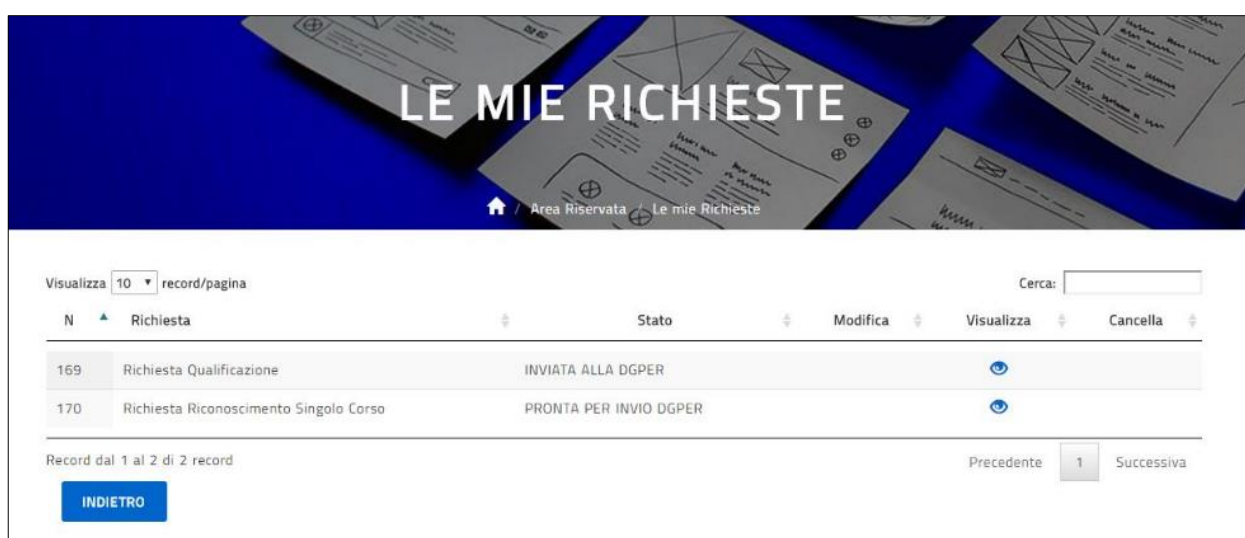 LE MIE RICHIESTE
/ Area Riservata / Le mie Richieste
Visualizza 10 record/pagina Cerca:
N Richiesta Stato Modifica Visualizza Cancella
169 Richiesta Qualificazione INVIATA ALLA DGPER
170 Richiesta Riconoscimento Singolo Corso PRONTA PER INVIO DGPER
Record dal 1 al 2 di 2 record Precedente 1 Successiva
INDIETRO